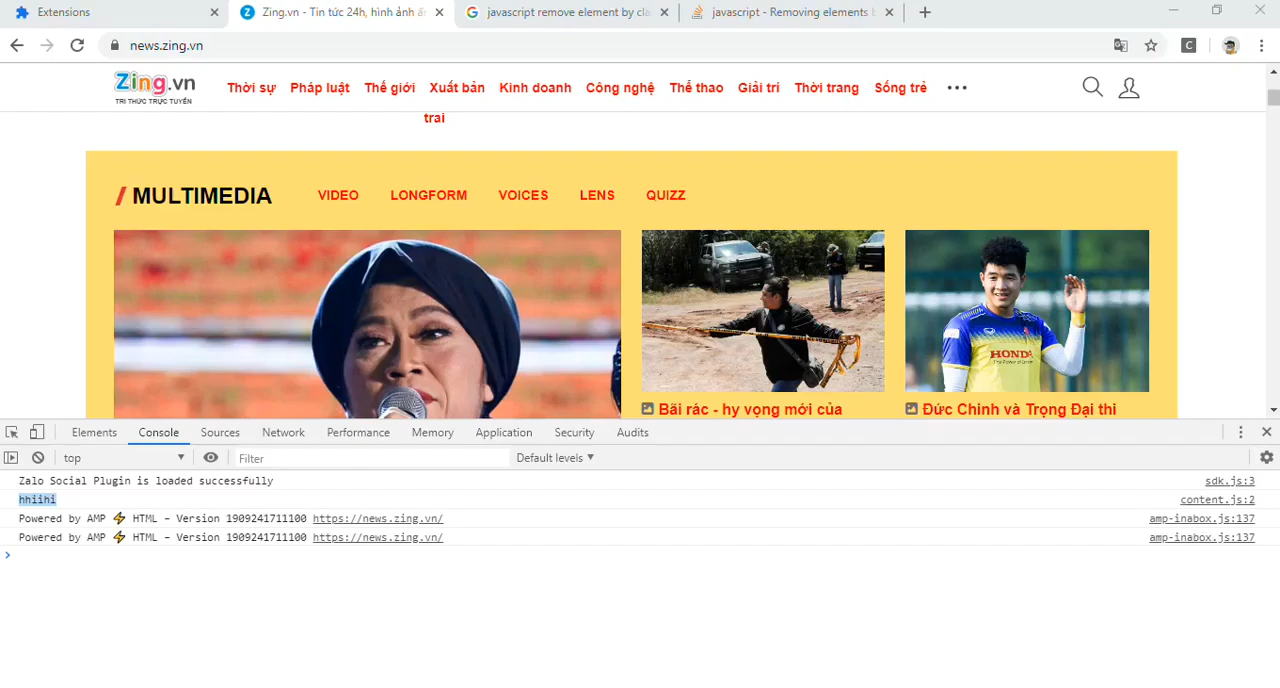 Extensions
Zing.vn - Tin tức 24h, hình ảnh ấ
javascript remove element by cla
javascript - Removing elements b
news.zing.vn
C
Zing.vn
TRI THỨC TRỰC TUYẾN
Thời sự Pháp luật Thế giới Xuất bản Kinh doanh Công nghệ Thể thao Giải trí Thời trang Sống trẻ
trai
/ MULTIMEDIA VIDEO LONGFORM VOICES LENS QUIZZ
HONDA
Bãi rác - hy vọng mới của
Đức Chinh và Trọng Đại thi
Elements Console Sources Network Performance Memory Application Security Audits
top Filter Default levels
Zalo Social Plugin is loaded successfully sdk.js:3
hhiihi content.js:2
Powered by AMP ⚡ HTML – Version 1909241711100 https://news.zing.vn/ amp-inabox.js:137
Powered by AMP ⚡ HTML – Version 1909241711100 https://news.zing.vn/ amp-inabox.js:137